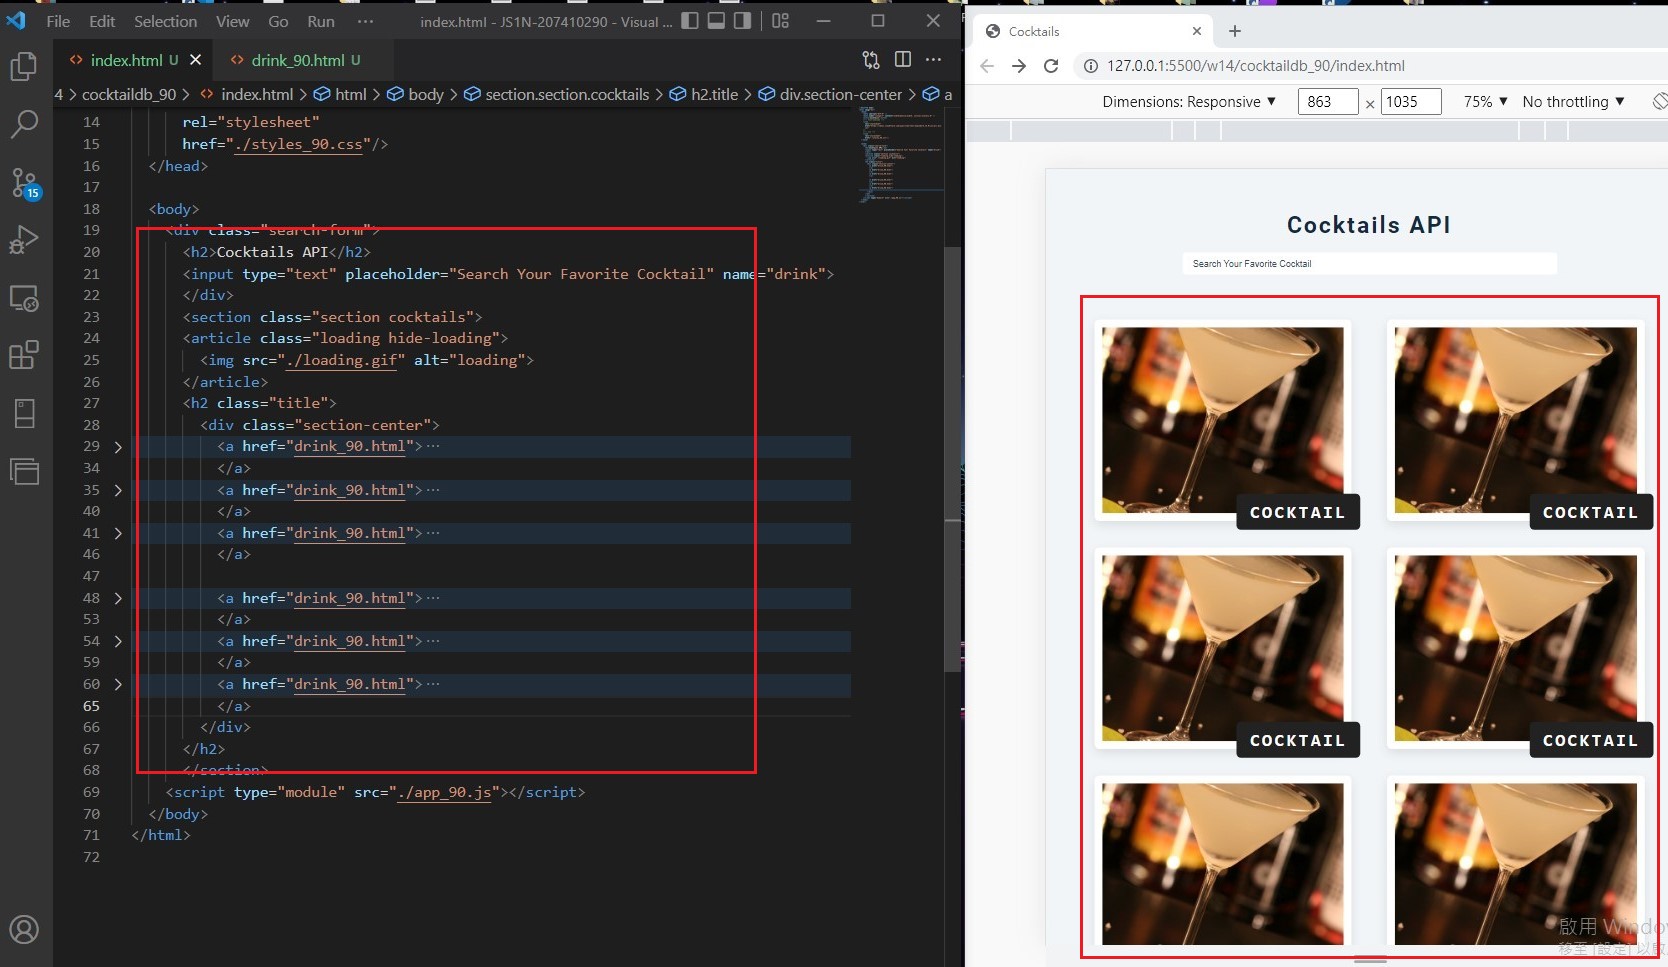 File Edit Selection View Go Run ··· index.html - JS1N-207410290 - Visual ...
index.html U drink_90.html U
4 > cocktaildb_90 > index.html > html > body > section.section.cocktails > h2.title > div.section-center > a
14 rel="stylesheet"
15 href="./styles_90.css"/>
16 </head>
17
18 <body>
19 <div class="search-form">
20 <h2>Cocktails API</h2>
21 <input type="text" placeholder="Search Your Favorite Cocktail" name="drink">
22 </div>
23 <section class="section cocktails">
24 <article class="loading hide-loading">
25 <img src="./loading.gif" alt="loading">
26 </article>
27 <h2 class="title">
28 <div class="section-center">
29 <a href="drink_90.html">···
34 </a>
35 <a href="drink_90.html">···
40 </a>
41 <a href="drink_90.html">···
46 </a>
47
48 <a href="drink_90.html">···
53 </a>
54 <a href="drink_90.html">···
59 </a>
60 <a href="drink_90.html">···
65 </a>
66 </div>
67 </h2>
68 </section>
69 <script type="module" src="./app_90.js"></script>
70 </body>
71 </html>
72
15
Cocktails
127.0.0.1:5500/w14/cocktaildb_90/index.html
Dimensions: Responsive ▼ 863 × 1035 75% ▼ No throttling ▼
Cocktails API
Search Your Favorite Cocktail
COCKTAIL COCKTAIL
COCKTAIL COCKTAIL
啟用 Windo
移至 [設定] 以啟